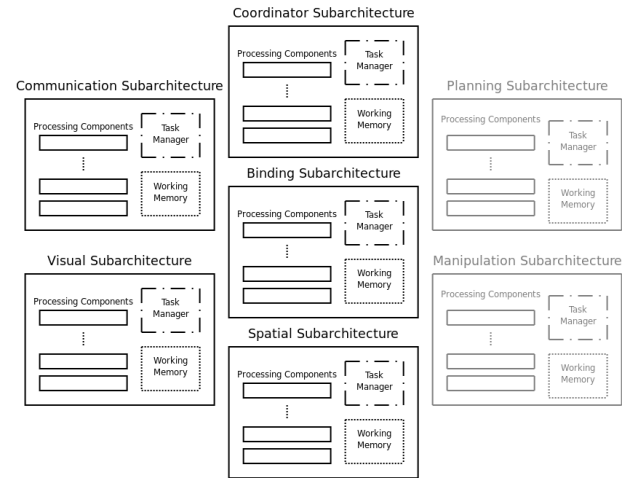 Coordinator Subarchitecture
Processing Components
Task
Manager
Working
Memory
Communication Subarchitecture
Processing Components
Task
Manager
Working
Memory
Planning Subarchitecture
Processing Components
Task
Manager
Working
Memory
Binding Subarchitecture
Processing Components
Task
Manager
Working
Memory
Visual Subarchitecture
Processing Components
Task
Manager
Working
Memory
Manipulation Subarchitecture
Processing Components
Task
Manager
Working
Memory
Spatial Subarchitecture
Processing Components
Task
Manager
Working
Memory